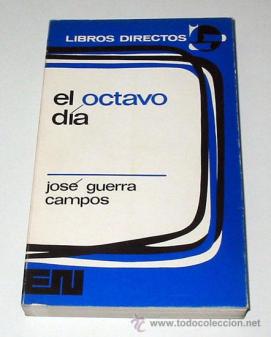 LIBROS DIRECTOS
el octavo
día
josé guerra
campos
EN
www.todocoleccion.net